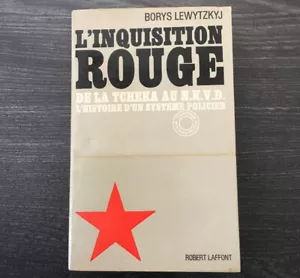 BORYS LEWYTZKYJ
L'INQUISITION
ROUGE
DE LA TCHEKA AU N.K.V.D.
L'HISTOIRE D'UN SYSTÈME POLICIER
ROBERT LAFFONT